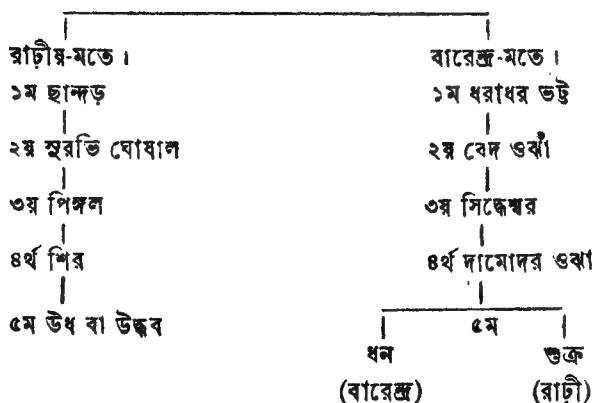 রাঢ়ীয়-মতে। বারেন্দ্র-মতে।
১ম ছান্দড় ১ম ধরাধর ভট্ট
২য় সুরভি ঘোষাল ২য় বেদ ওঝাঁ
৩য় পিঙ্গল ৩য় সিদ্ধেশ্বর
৪র্থ শির ৪র্থ দামোদর ওঝা
৫ম উধ বা উদ্ধব ৫ম
ধন শুক্র
(বারেন্দ্র) (রাঢ়ী)